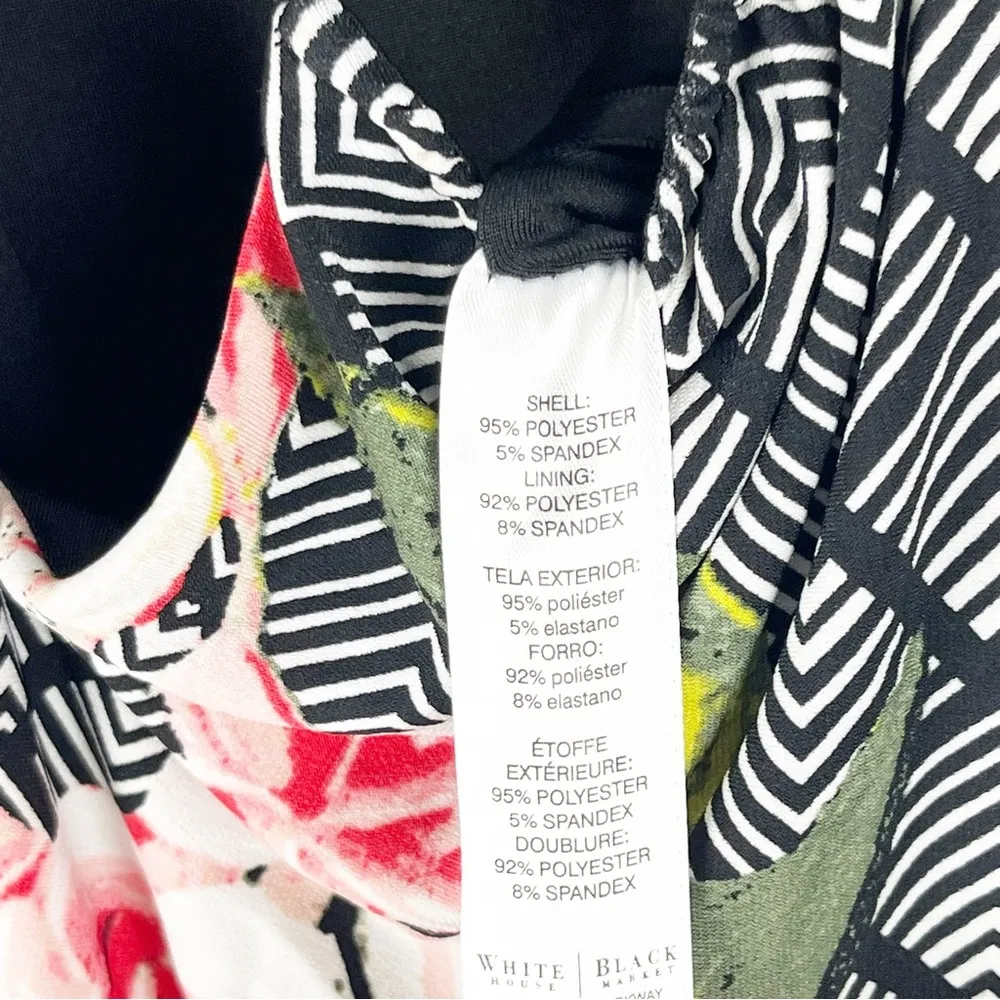 SHELL:
95% POLYESTER
5% SPANDEX
LINING:
92% POLYESTER
8% SPANDEX
TELA EXTERIOR:
95% poliéster
5% elastano
FORRO:
92% poliéster
8% elastano
ÉTOFFE
EXTÉRIEURE:
95% POLYESTER
5% SPANDEX
DOUBLURE:
92% POLYESTER
8% SPANDEX
WHITE | BLACK
HOUSE | MARKET